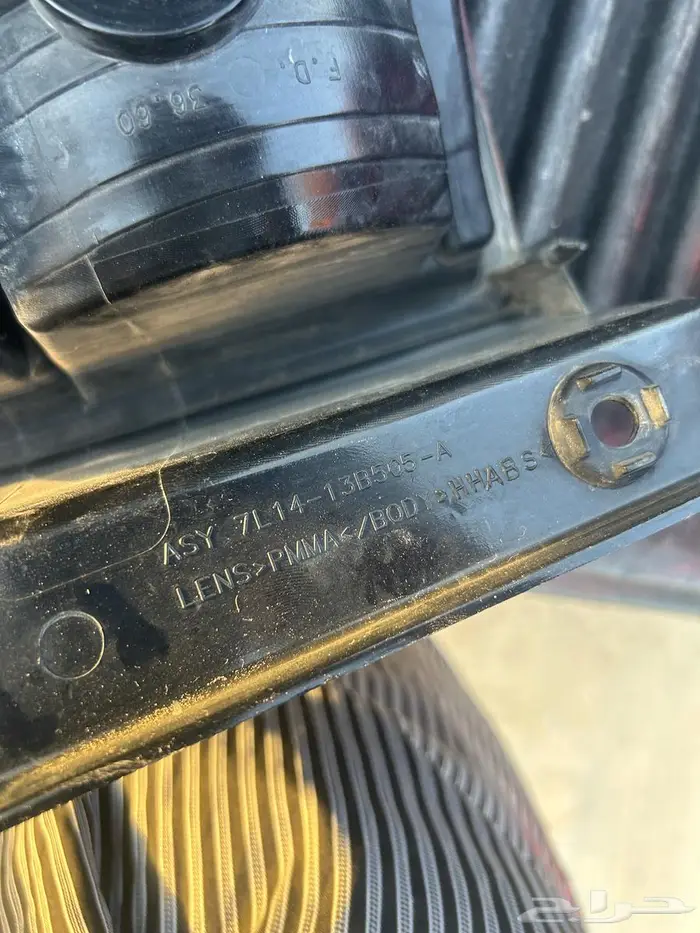 F.D.
36.60
ASY. 7L14-13B505-A
LENS>PMMA</BODY>HHABS<
حراج